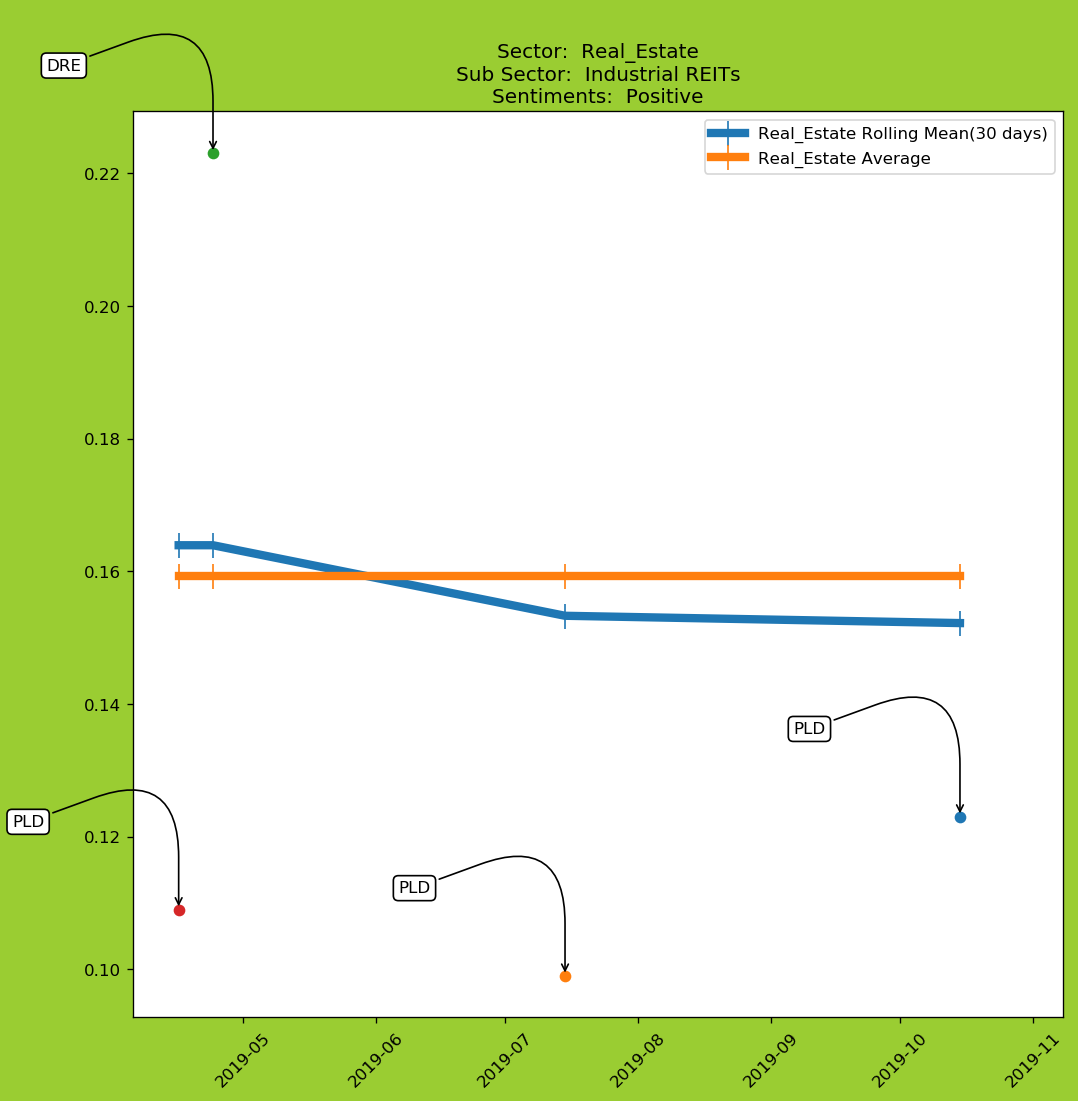 DRE
Sector:  Real_Estate
Sub Sector:  Industrial REITs
Sentiments:  Positive
Real_Estate Rolling Mean(30 days)
Real_Estate Average
0.22
0.20
0.18
0.16
0.14
PLD
PLD
0.12
PLD
0.10
2019-05
2019-06
2019-07
2019-08
2019-09
2019-10
2019-11